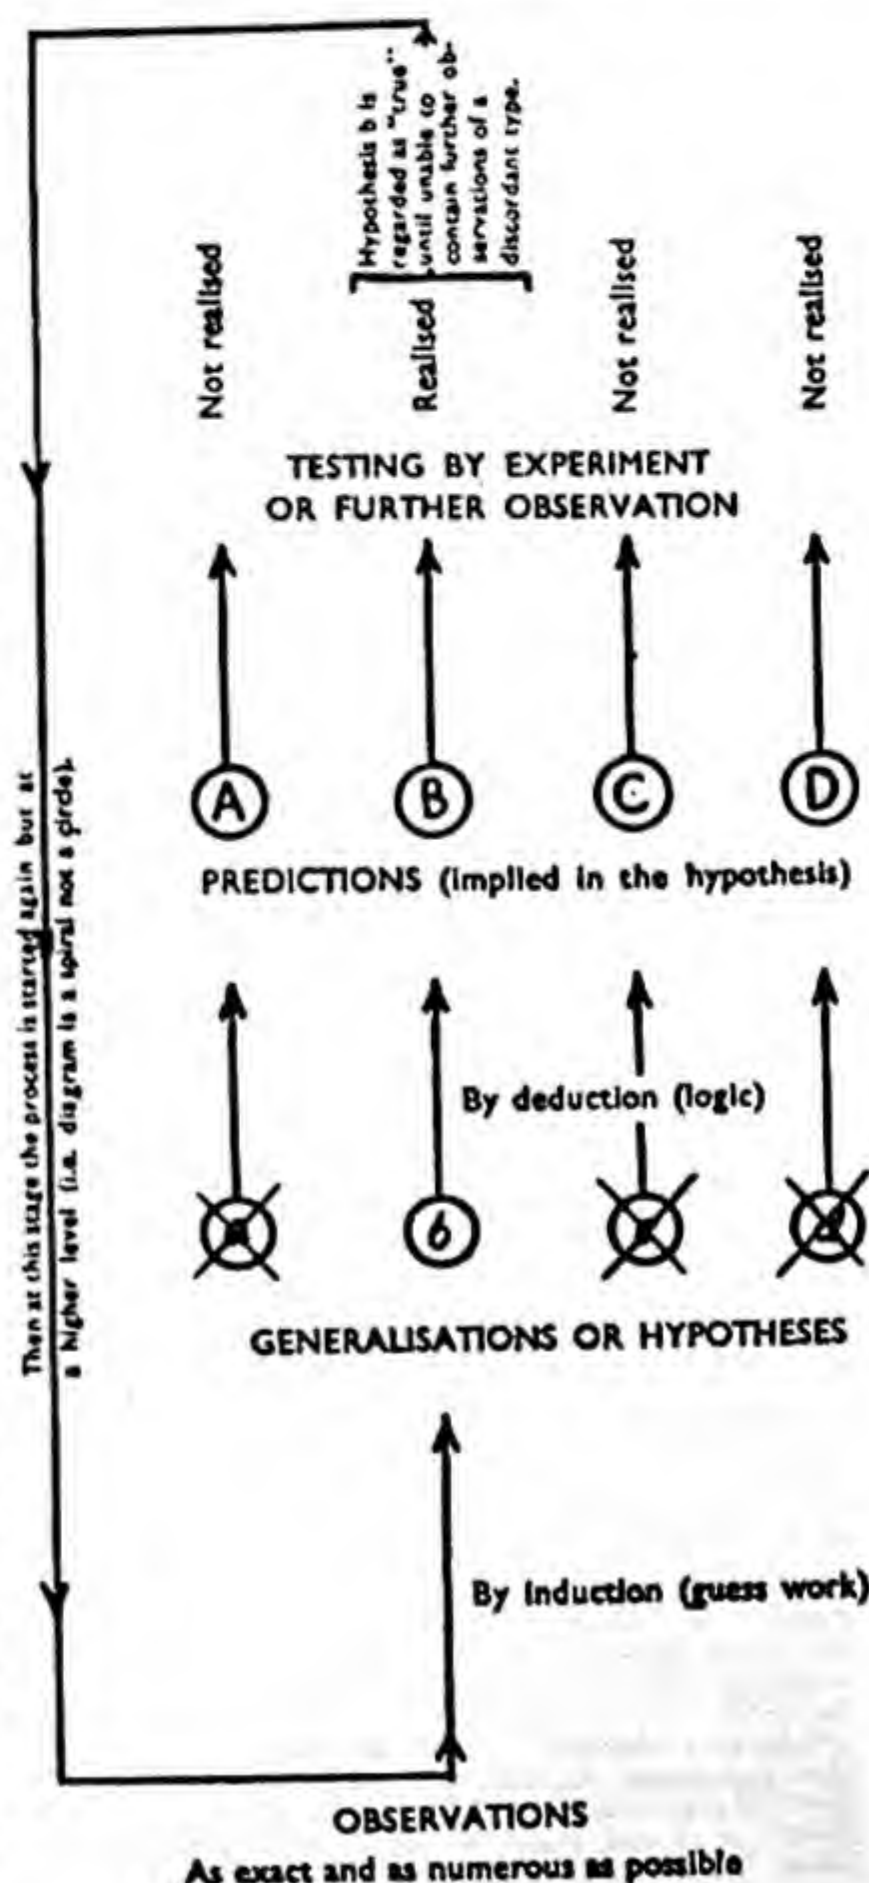 Hypothesis b is
regarded as "true"
until unable to
contain further ob-
servations of a
discordant type.
Not realised
Realised
Not realised
Not realised
TESTING BY EXPERIMENT
OR FURTHER OBSERVATION
A
B
C
D
PREDICTIONS (implied in the hypothesis)
By deduction (logic)
b
d
GENERALISATIONS OR HYPOTHESES
Then at this stage the process is started again but at
a higher level (i.e. diagram is a spiral not a circle).
By induction (guess work)
OBSERVATIONS
As exact and as numerous as possible